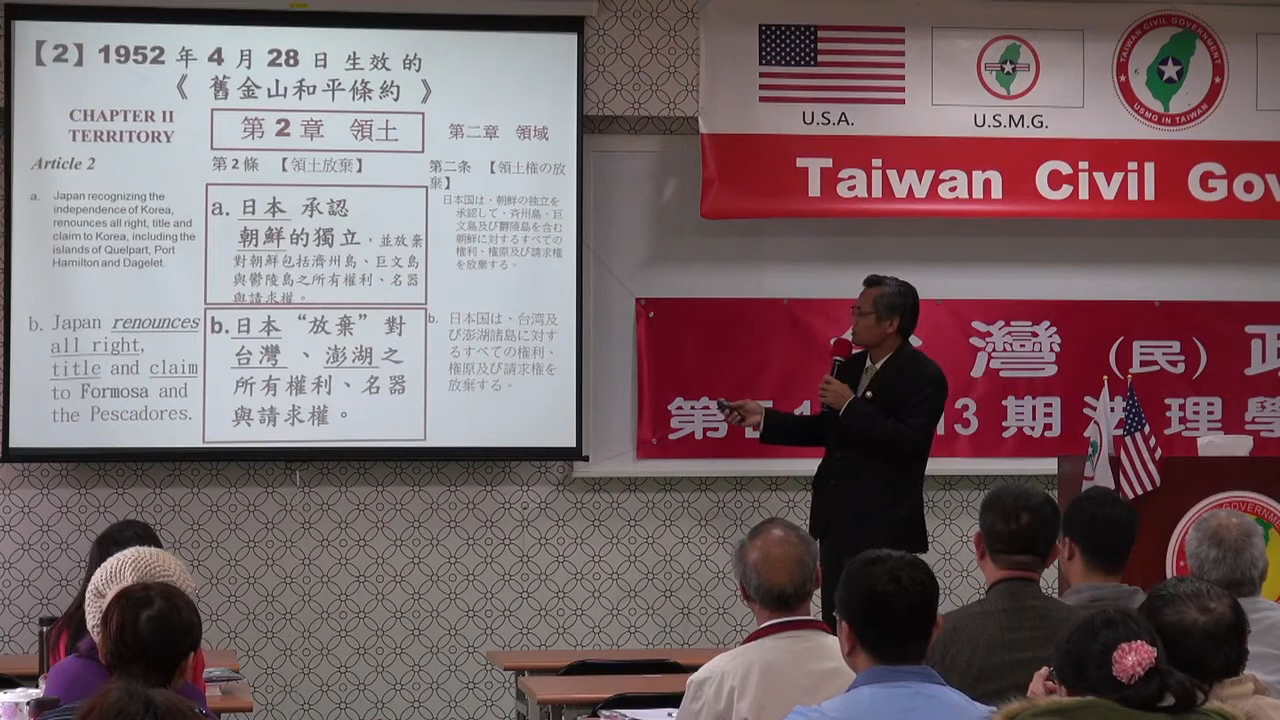 【2】1952 年 4 月 28 日 生效 的
《 舊金山和平條約 》
CHAPTER II
TERRITORY
第 2 章 領土
第二章 領域
Article 2
第 2 條 【領土放棄】
第二条 【領土権の放
棄】
a. Japan recognizing the
independence of Korea,
renounces all right, title and
claim to Korea, including the
islands of Quelpart, Port
Hamilton and Dagelet.
a. 日本 承認
朝鮮的獨立，並放棄
對朝鮮包括濟州島、巨文島
與鬱陵島之所有權利、名器
與請求權。
日本国は、朝鮮の独立を
承認して、斉州島、巨
文島及び欝陵島を含む
朝鮮に対するすべての
権利、権原及び請求権
を放棄する。
b. Japan renounces
all right,
title and claim
to Formosa and
the Pescadores.
b. 日本 “放棄” 對
台灣 、澎湖之
所有權利、名器
與請求權。
b. 日本国は、台湾及
び澎湖諸島に対す
るすべての権利、
権原及び請求権を
放棄する。
U.S.A.
U.S.M.G.
TAIWAN CIVIL GOVERNMENT
USMG IN TAIWAN
Taiwan Civil Gov
灣 (民) 政
第 13 期 法 理 學
GOVERNMENT